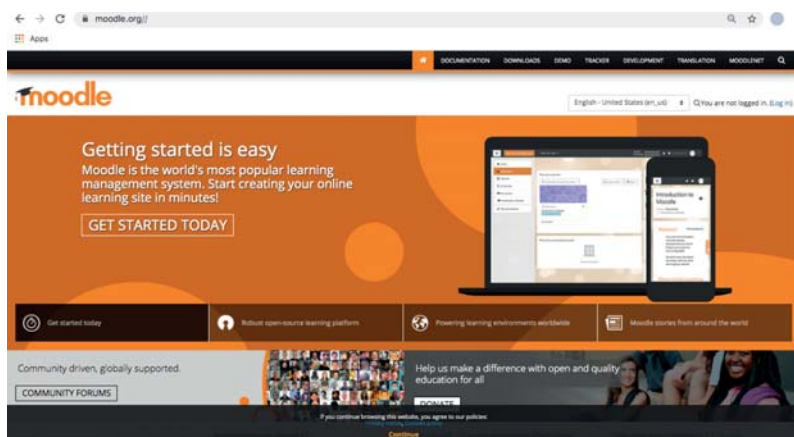 moodle.org//
Apps
DOCUMENTATION DOWNLOADS DEMO TRACKER DEVELOPMENT TRANSLATION MOODLENET
moodle
English - United States (en_us)
You are not logged in. (Log in)
Getting started is easy
Moodle is the world's most popular learning
management system. Start creating your online
learning site in minutes!
GET STARTED TODAY
Introduction to
Moodle
Get started today
Robust open-source learning platform
Powering learning environments worldwide
Moodle stories from around the world
Community driven, globally supported.
COMMUNITY FORUMS
Help us make a difference with open and quality
education for all
DONATE
If you continue browsing this website, you agree to our policies:
Continue